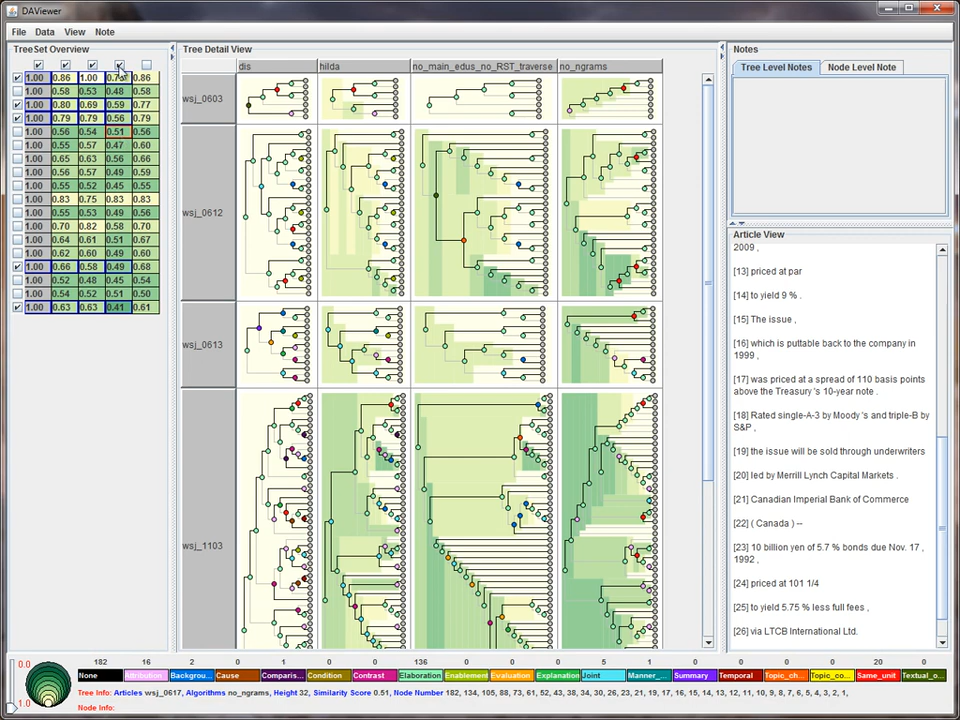 DAViewer
File Data View Note
TreeSet Overview
1.00 0.86 1.00 0.86
1.00 0.58 0.53 0.48 0.58
1.00 0.80 0.69 0.59 0.77
1.00 0.79 0.79 0.56 0.79
1.00 0.56 0.54 0.51 0.56
1.00 0.55 0.57 0.47 0.60
1.00 0.65 0.63 0.56 0.66
1.00 0.56 0.57 0.49 0.59
1.00 0.55 0.52 0.45 0.55
1.00 0.83 0.75 0.83 0.83
1.00 0.55 0.53 0.49 0.56
1.00 0.70 0.82 0.58 0.70
1.00 0.64 0.61 0.51 0.67
1.00 0.62 0.60 0.49 0.60
1.00 0.66 0.58 0.49 0.68
1.00 0.52 0.48 0.45 0.54
1.00 0.54 0.52 0.51 0.50
1.00 0.63 0.63 0.41 0.61
Tree Detail View
dis hilda no_main_edus_no_RST_traverse no_ngrams
wsj_0603
wsj_0612
wsj_0613
wsj_1103
Notes
Tree Level Notes Node Level Note
Article View
2009 ,
[13] priced at par
[14] to yield 9 % .
[15] The issue ,
[16] which is puttable back to the company in
1999 ,
[17] was priced at a spread of 110 basis points
above the Treasury 's 10-year note .
[18] Rated single-A-3 by Moody 's and triple-B by
S&P ,
[19] the issue will be sold through underwriters
[20] led by Merrill Lynch Capital Markets .
[21] Canadian Imperial Bank of Commerce
[22] ( Canada ) --
[23] 10 billion yen of 5.7 % bonds due Nov. 17 ,
1992 ,
[24] priced at 101 1/4
[25] to yield 5.75 % less full fees ,
[26] via LTCB International Ltd.
0.0
1.0
182 16 2 0 1 0 0 136 0 0 0 5 1 0 0 0 0 20 0
None Attribution Backgrou... Cause Comparis... Condition Contrast Elaboration Enablement Evaluation Explanation Joint Manner_... Summary Temporal Topic_ch... Topic_co... Same_unit Textual_o...
Tree Info: Articles wsj_0617, Algorithms no_ngrams, Height 32, Similarity Score 0.51, Node Number 182, 134, 105, 88, 73, 61, 52, 43, 38, 34, 30, 26, 23, 21, 19, 17, 16, 15, 14, 13, 12, 11, 10, 9, 8, 7, 6, 5, 4, 3, 2, 1,
Node Info: